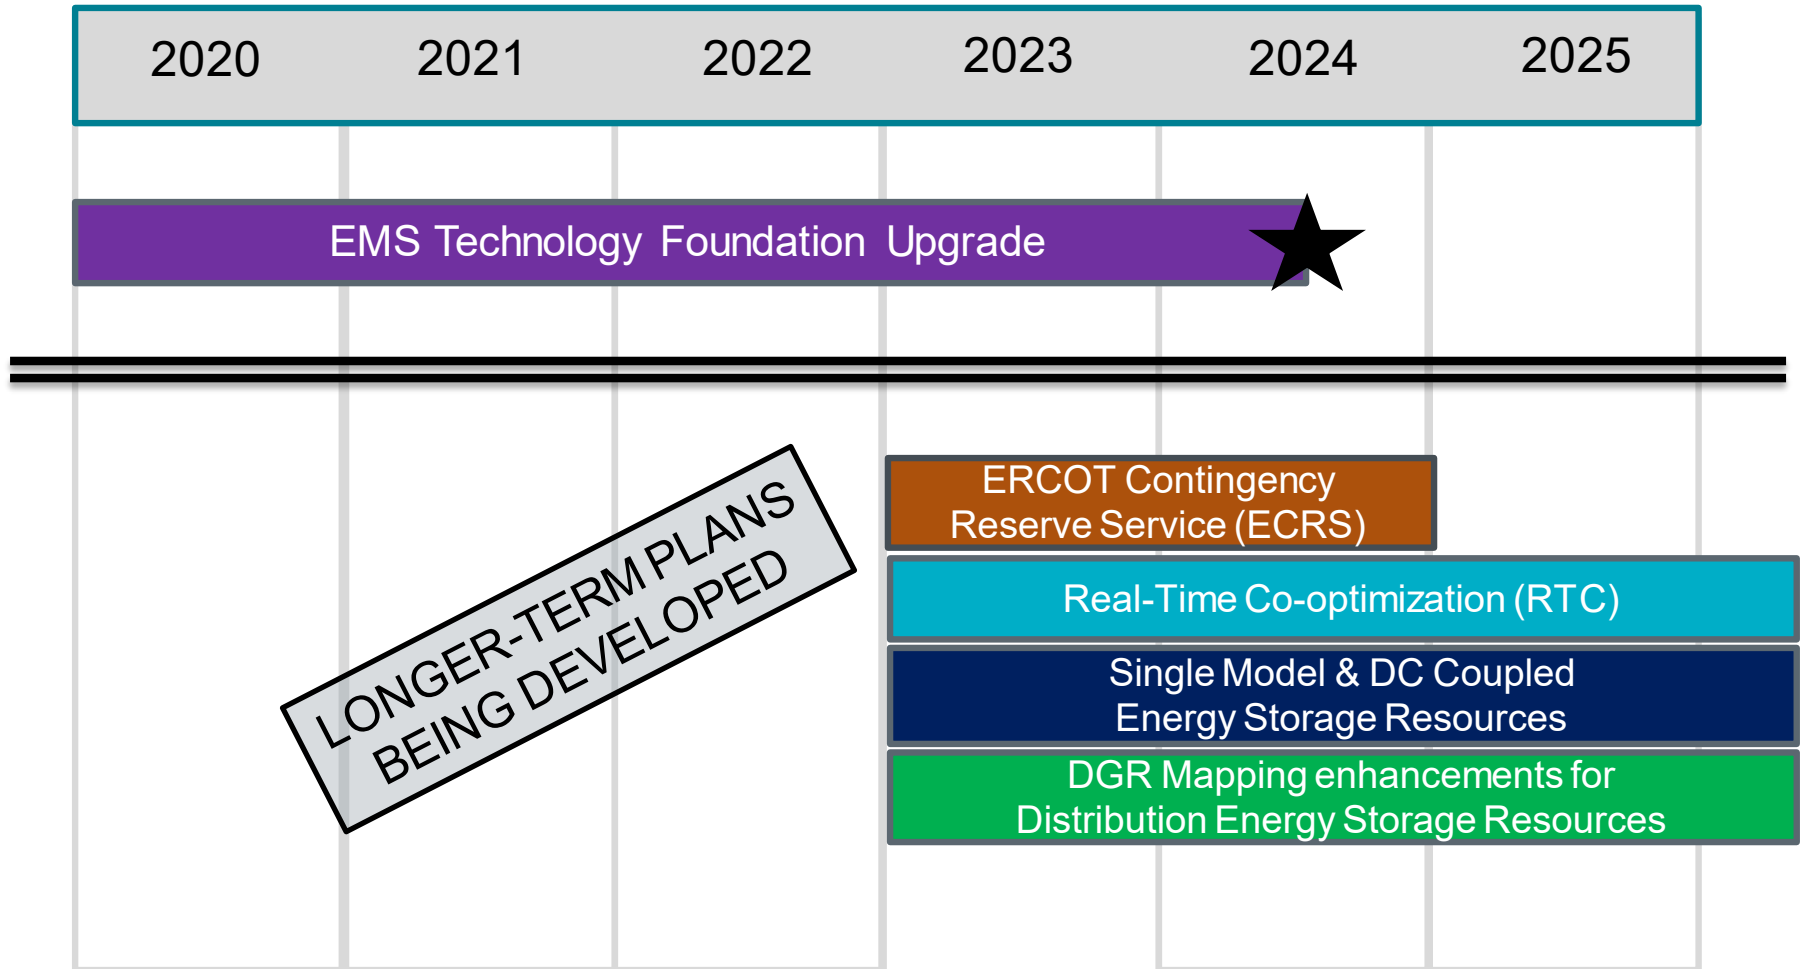 2020 2021 2022 2023 2024 2025
EMS Technology Foundation Upgrade
LONGER-TERM PLANS
BEING DEVELOPED
ERCOT Contingency
Reserve Service (ECRS)
Real-Time Co-optimization (RTC)
Single Model & DC Coupled
Energy Storage Resources
DGR Mapping enhancements for
Distribution Energy Storage Resources